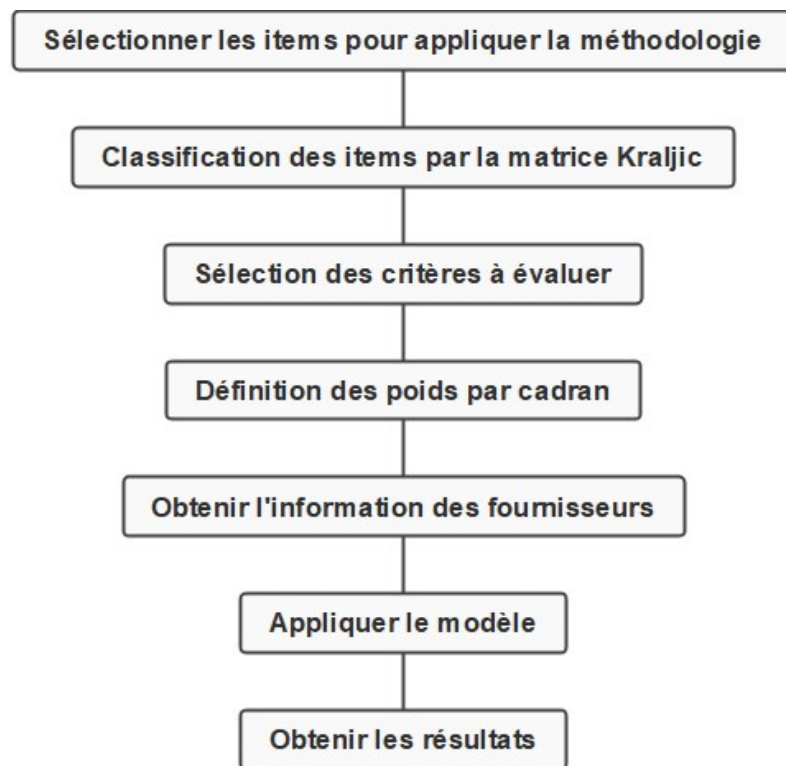 Sélectionner les items pour appliquer la méthodologie
Classification des items par la matrice Kraljic
Sélection des critères à évaluer
Définition des poids par cadran
Obtenir l'information des fournisseurs
Appliquer le modèle
Obtenir les résultats